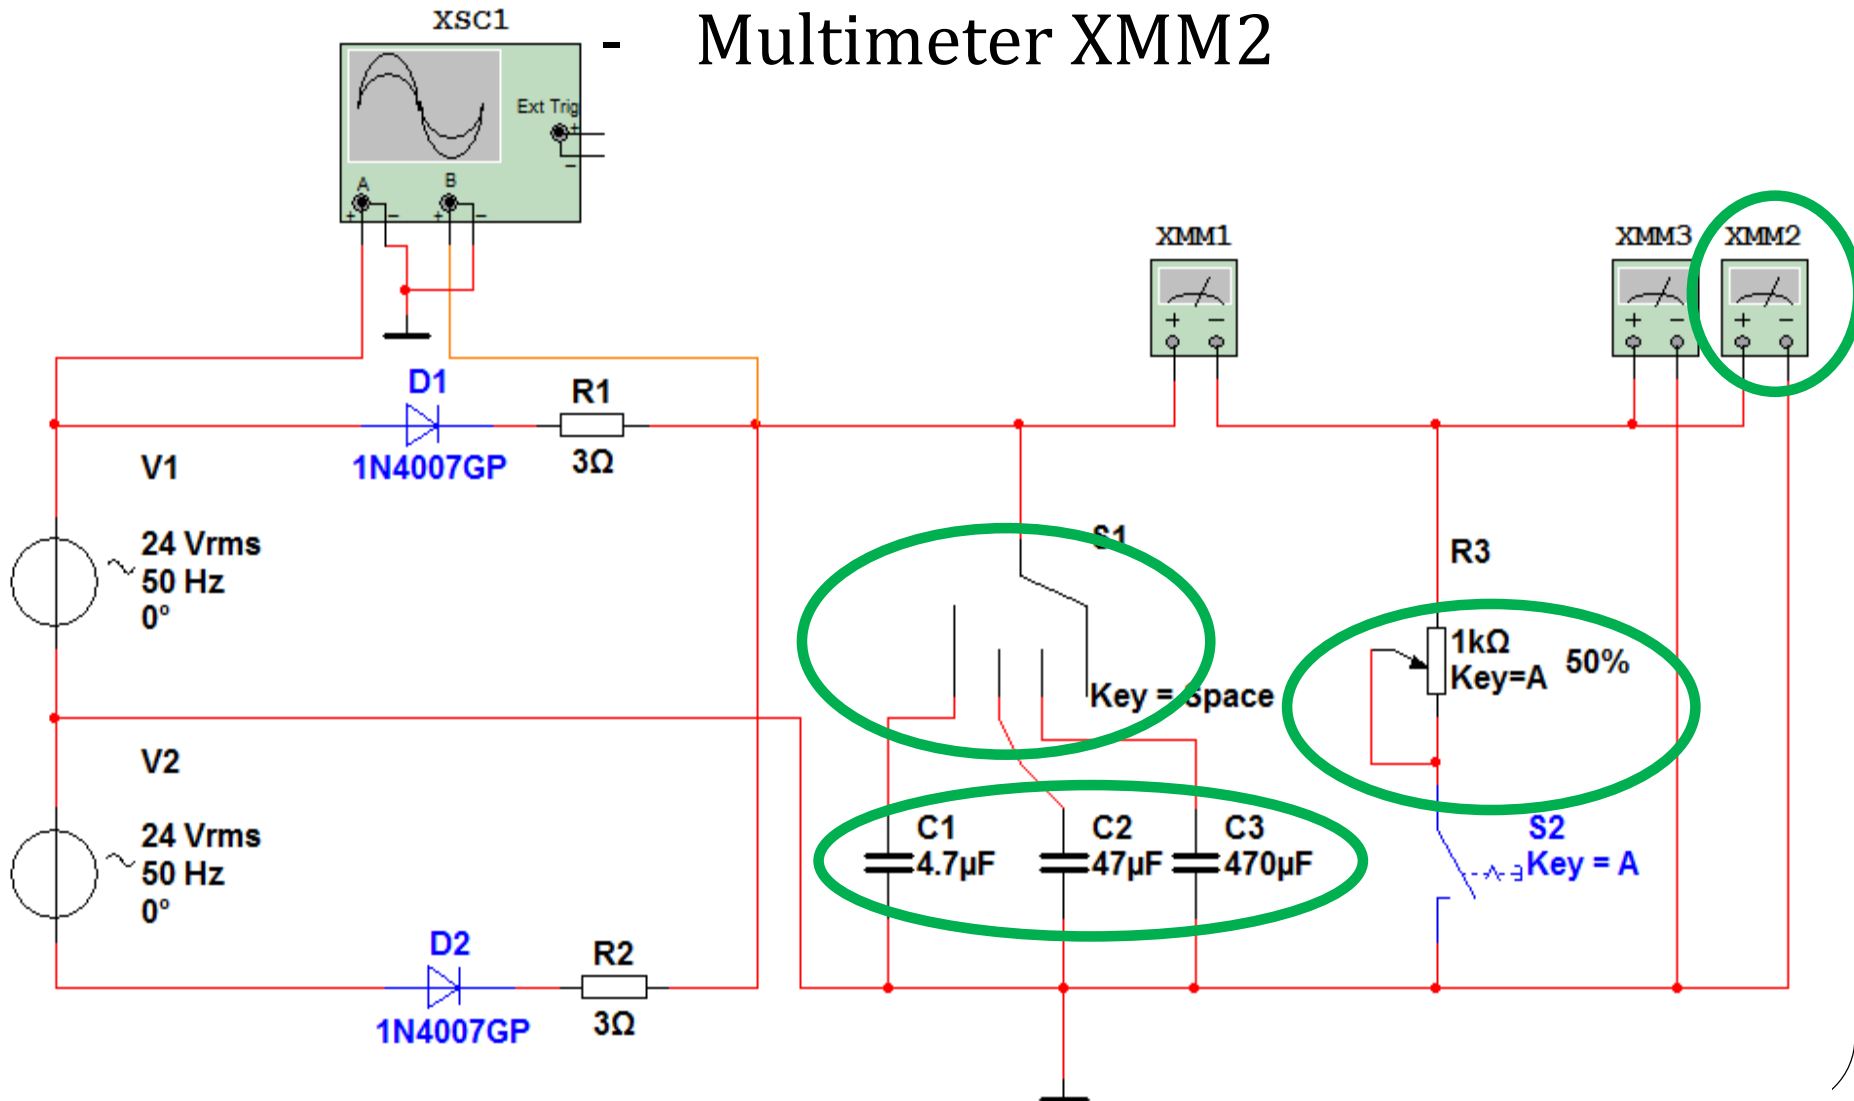 XSC1
- Multimeter XMM2
Ext Trig
+
−
A
B
+ − + −
XMM1
XMM3
XMM2
+ −
+ −
+ −
D1
R1
1N4007GP
3Ω
V1
24 Vrms
50 Hz
0°
S1
Key = Space
R3
1kΩ
Key=A
50%
V2
24 Vrms
50 Hz
0°
C1
4.7µF
C2
47µF
C3
470µF
S2
Key = A
D2
R2
1N4007GP
3Ω